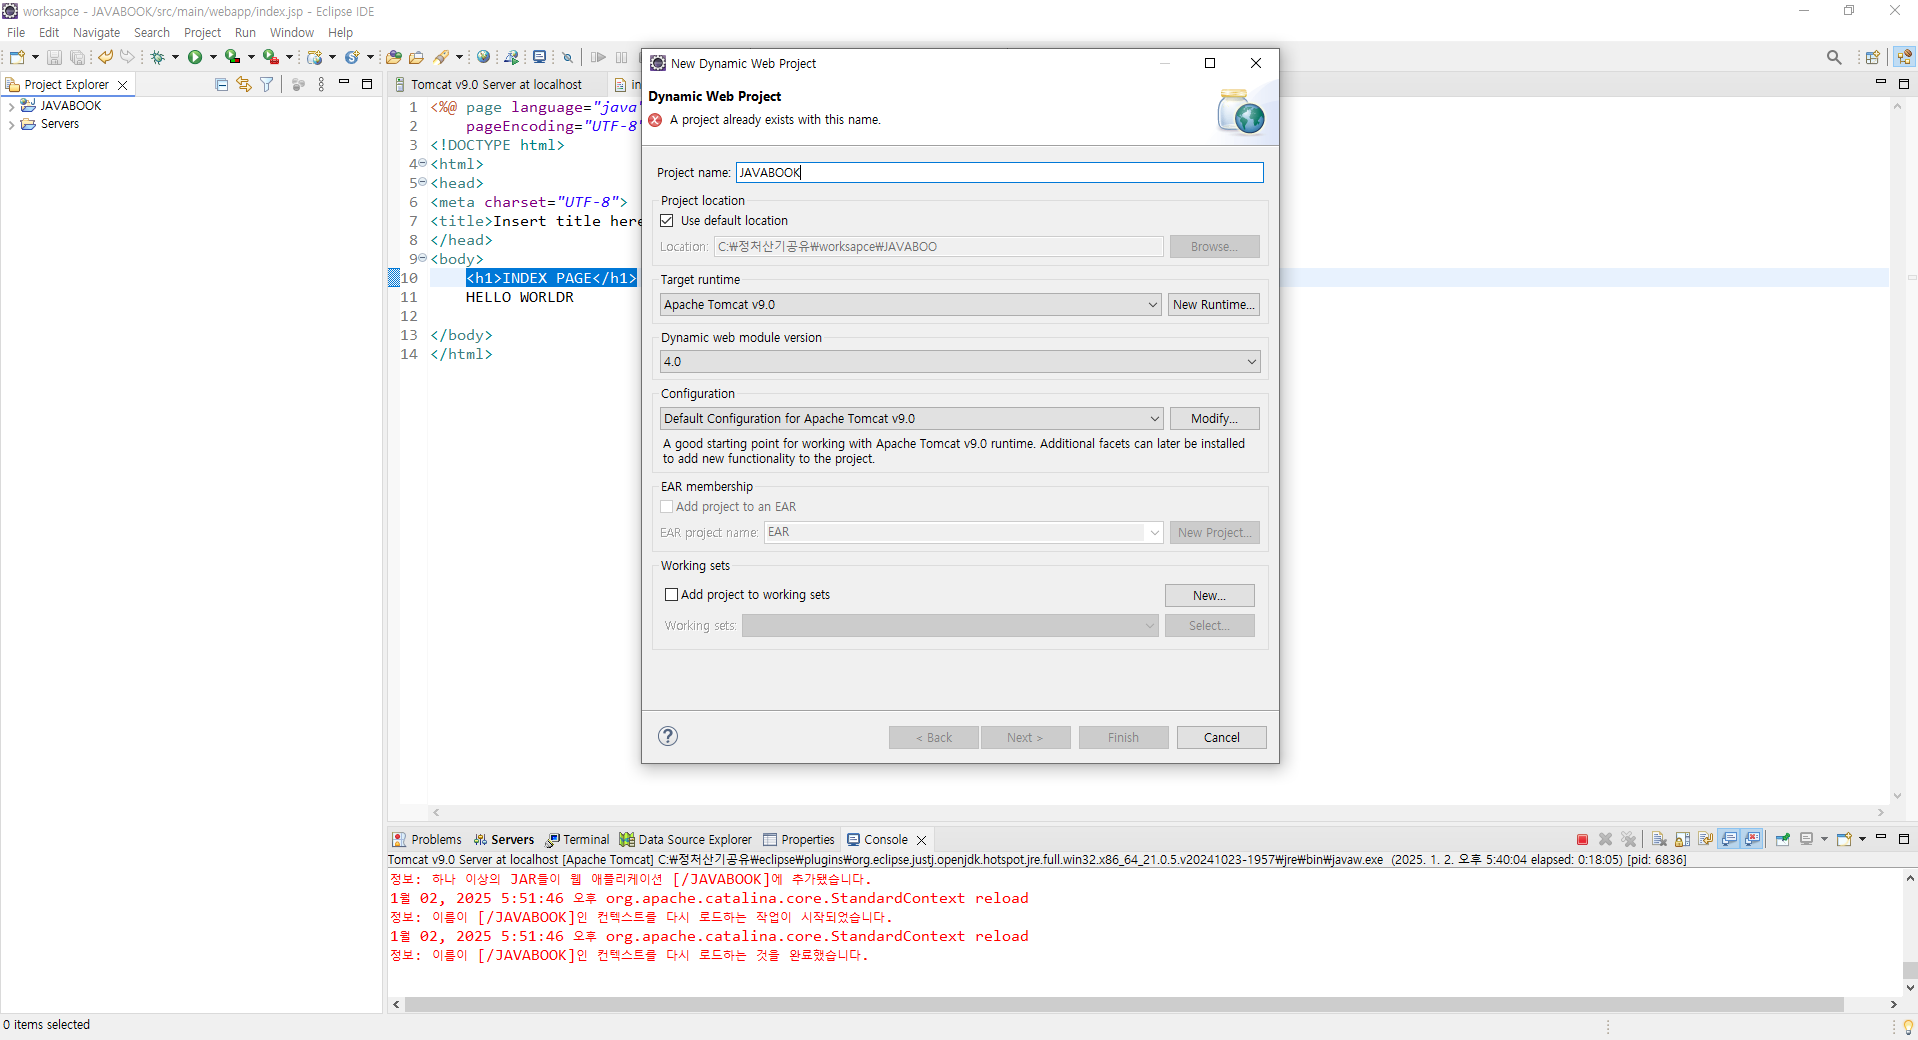 worksapce - JAVABOOK/src/main/webapp/index.jsp - Eclipse IDE
File Edit Navigate Search Project Run Window Help
Project Explorer
JAVABOOK
Servers
Tomcat v9.0 Server at localhost
in
1 <%@ page language="java"
2 pageEncoding="UTF-8"
3 <!DOCTYPE html>
4 <html>
5 <head>
6 <meta charset="UTF-8">
7 <title>Insert title here
8 </head>
9 <body>
10 <h1>INDEX PAGE</h1>
11 HELLO WORLDR
12
13 </body>
14 </html>
New Dynamic Web Project
Dynamic Web Project
A project already exists with this name.
Project name: JAVABOOK
Project location
Use default location
Location: C:₩정처산기공유₩worksapce₩JAVABOO Browse...
Target runtime
Apache Tomcat v9.0 New Runtime...
Dynamic web module version
4.0
Configuration
Default Configuration for Apache Tomcat v9.0 Modify...
A good starting point for working with Apache Tomcat v9.0 runtime. Additional facets can later be installed
to add new functionality to the project.
EAR membership
Add project to an EAR
EAR project name: EAR New Project...
Working sets
Add project to working sets New...
Working sets: Select...
? < Back Next > Finish Cancel
Problems Servers Terminal Data Source Explorer Properties Console
Tomcat v9.0 Server at localhost [Apache Tomcat] C:₩정처산기공유₩eclipse₩plugins₩org.eclipse.justj.openjdk.hotspot.jre.full.win32.x86_64_21.0.5.v20241023-1957₩jre₩bin₩javaw.exe (2025. 1. 2. 오후 5:40:04 elapsed: 0:18:05) [pid: 6836]
정보: 하나 이상의 JAR들이 웹 애플리케이션 [/JAVABOOK]에 추가됐습니다.
1월 02, 2025 5:51:46 오후 org.apache.catalina.core.StandardContext reload
정보: 이름이 [/JAVABOOK]인 컨텍스트를 다시 로드하는 작업이 시작되었습니다.
1월 02, 2025 5:51:46 오후 org.apache.catalina.core.StandardContext reload
정보: 이름이 [/JAVABOOK]인 컨텍스트를 다시 로드하는 것을 완료했습니다.
0 items selected